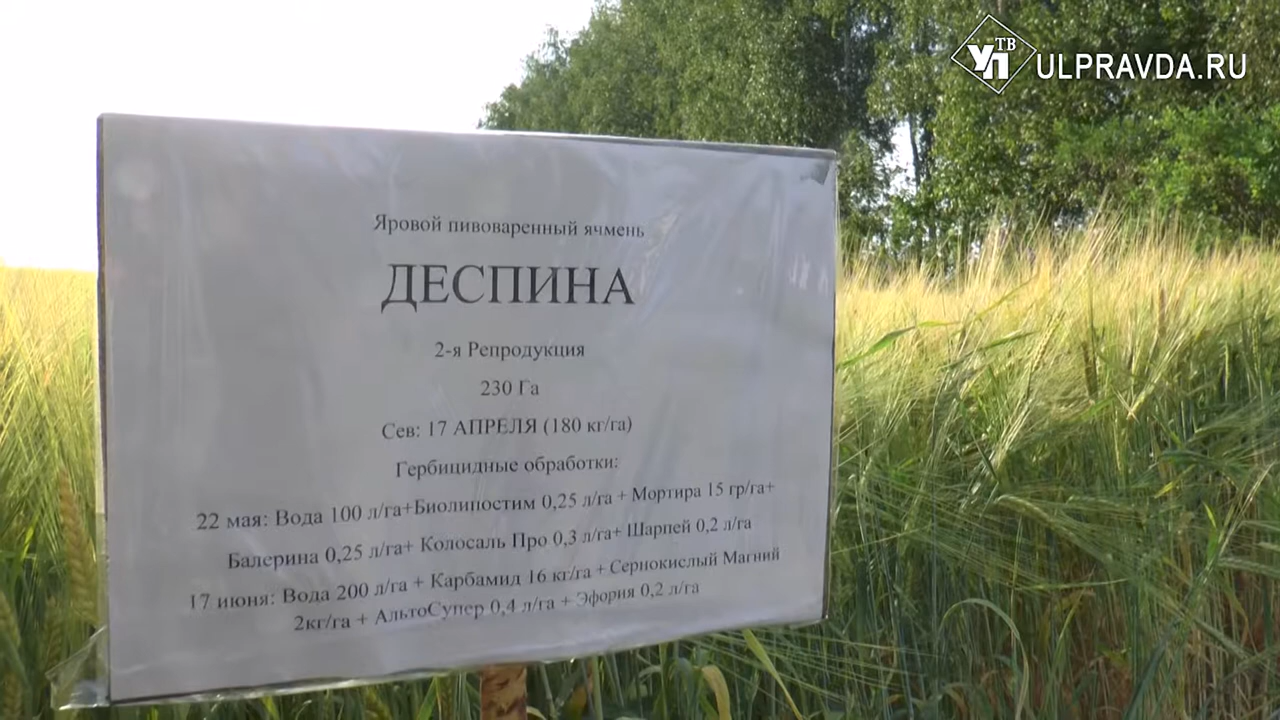 УП ТВ
ULPRAVDA.RU
Яровой пивоваренный ячмень
ДЕСПИНА
2-я Репродукция
230 Га
Сев: 17 АПРЕЛЯ (180 кг/га)
Гербицидные обработки:
22 мая: Вода 100 л/га+Биолипостим 0,25 л/га + Мортира 15 гр/га+
Балерина 0,25 л/га+ Колосаль Про 0,3 л/га+ Шарпей 0,2 л/га
17 июня: Вода 200 л/га + Карбамид 16 кг/га + Сернокислый Магний
2кг/га + АльтоСупер 0,4 л/га + Эфория 0,2 л/га